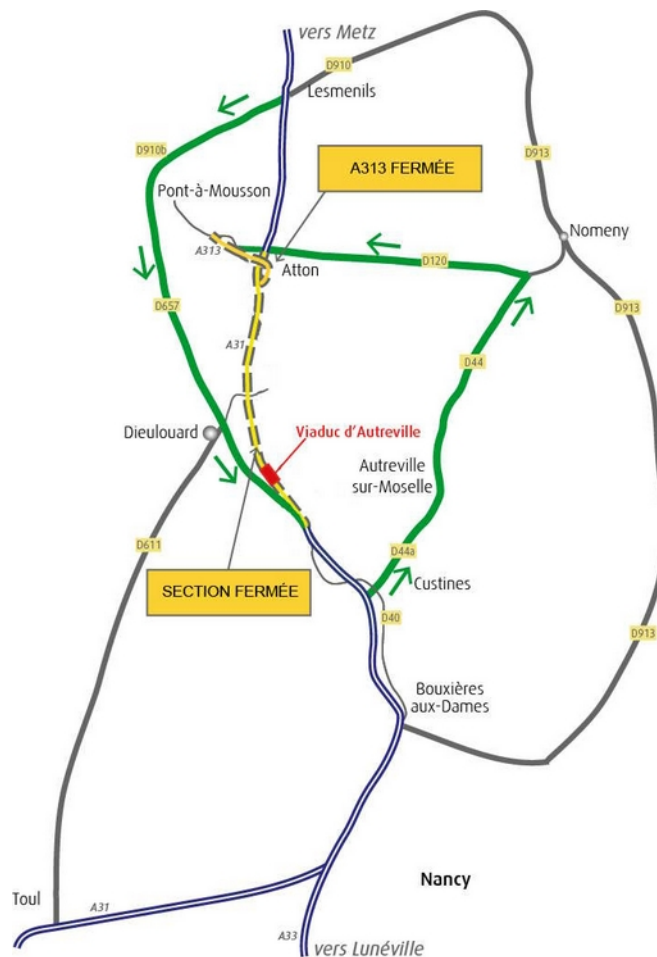 vers Metz
D910
Lesmenils
D910b
A313 FERMÉE
D913
Pont-à-Mousson
Nomeny
A313
Atton
D120
D657
D913
A31
D44
Dieulouard
Viaduc d'Autreville
Autreville
sur-Moselle
D611
D44a
SECTION FERMÉE
Custines
D40
D913
Bouxières
aux-Dames
Nancy
Toul
A31
A33
vers Lunéville